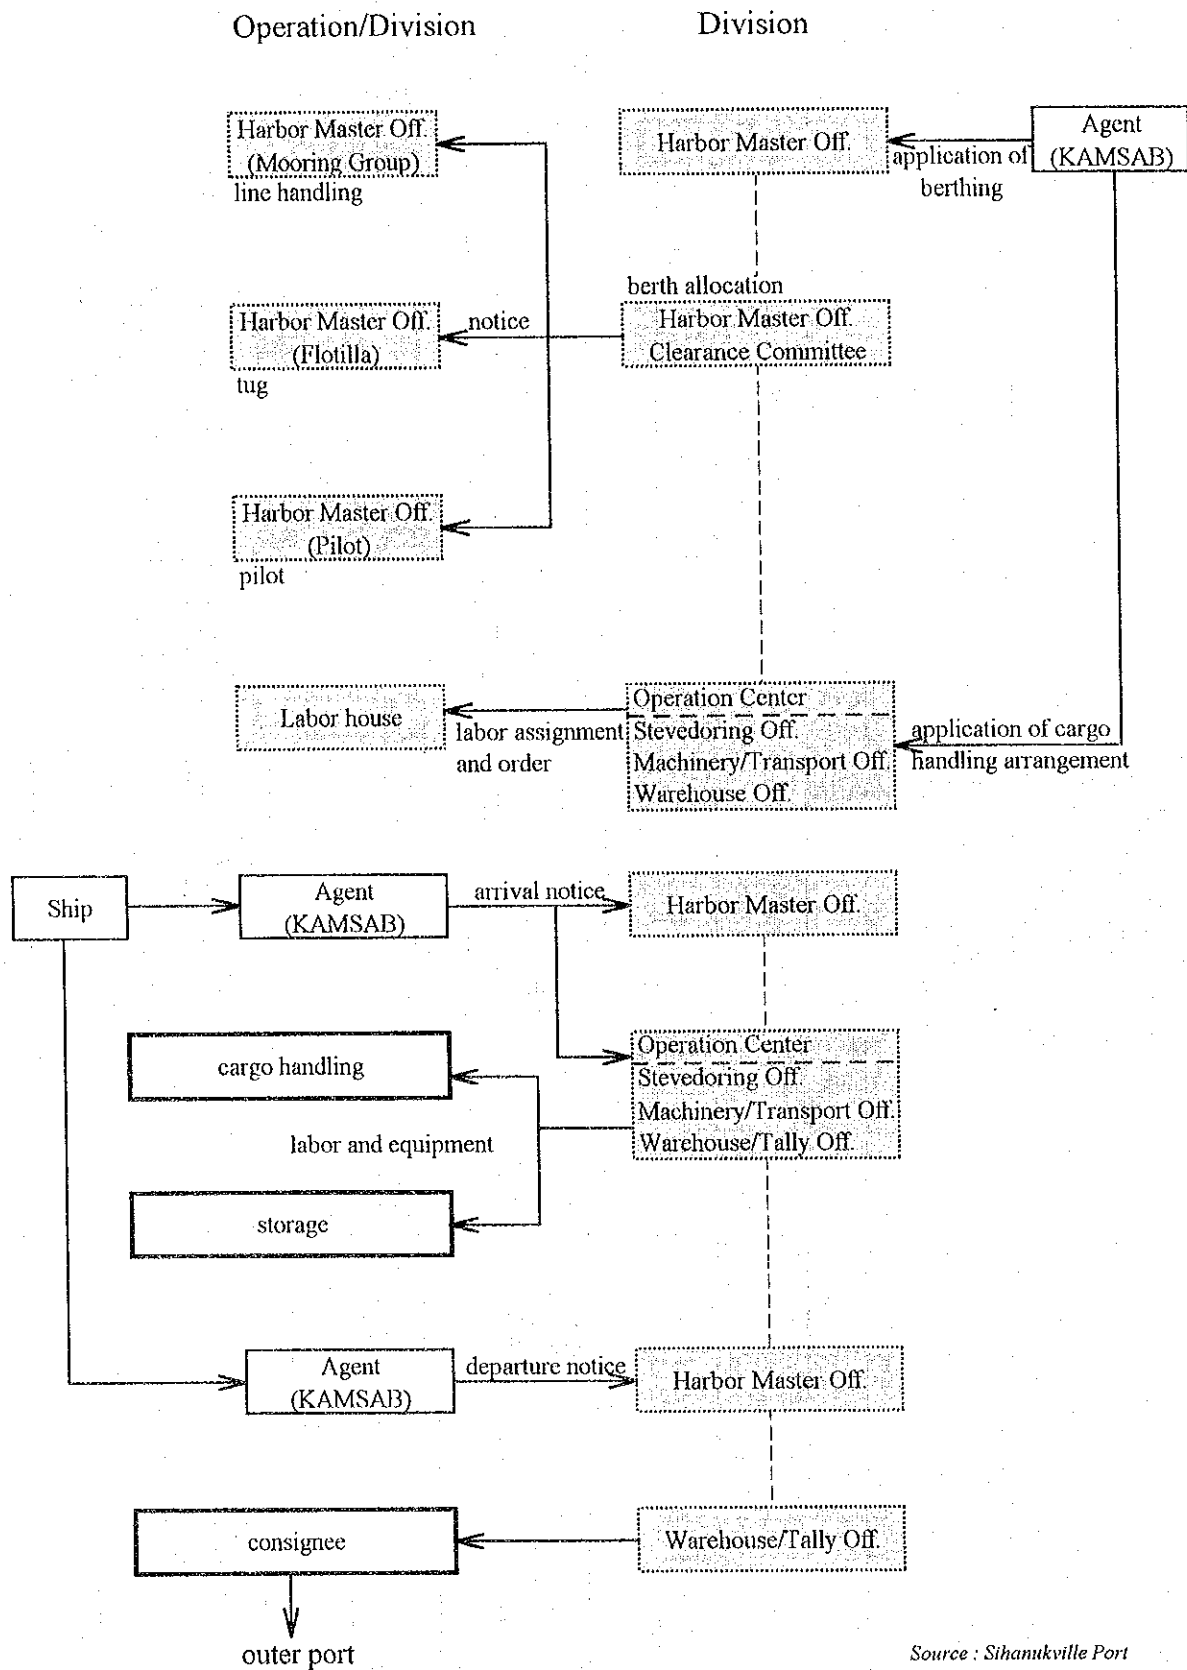 Operation/Division
Division
Harbor Master Off.
(Mooring Group)
line handling
Harbor Master Off.
application of
berthing
Agent
(KAMSAB)
berth allocation
Harbor Master Off.
(Flotilla)
tug
notice
Harbor Master Off.
Clearance Committee
Harbor Master Off.
(Pilot)
pilot
Labor house
labor assignment
and order
Operation Center
Stevedoring Off.
Machinery/Transport Off.
Warehouse Off.
application of cargo
handling arrangement
Ship
Agent
(KAMSAB)
arrival notice
Harbor Master Off.
cargo handling
labor and equipment
storage
Operation Center
Stevedoring Off.
Machinery/Transport Off.
Warehouse/Tally Off.
Agent
(KAMSAB)
departure notice
Harbor Master Off.
consignee
Warehouse/Tally Off.
outer port
Source : Sihanukville Port